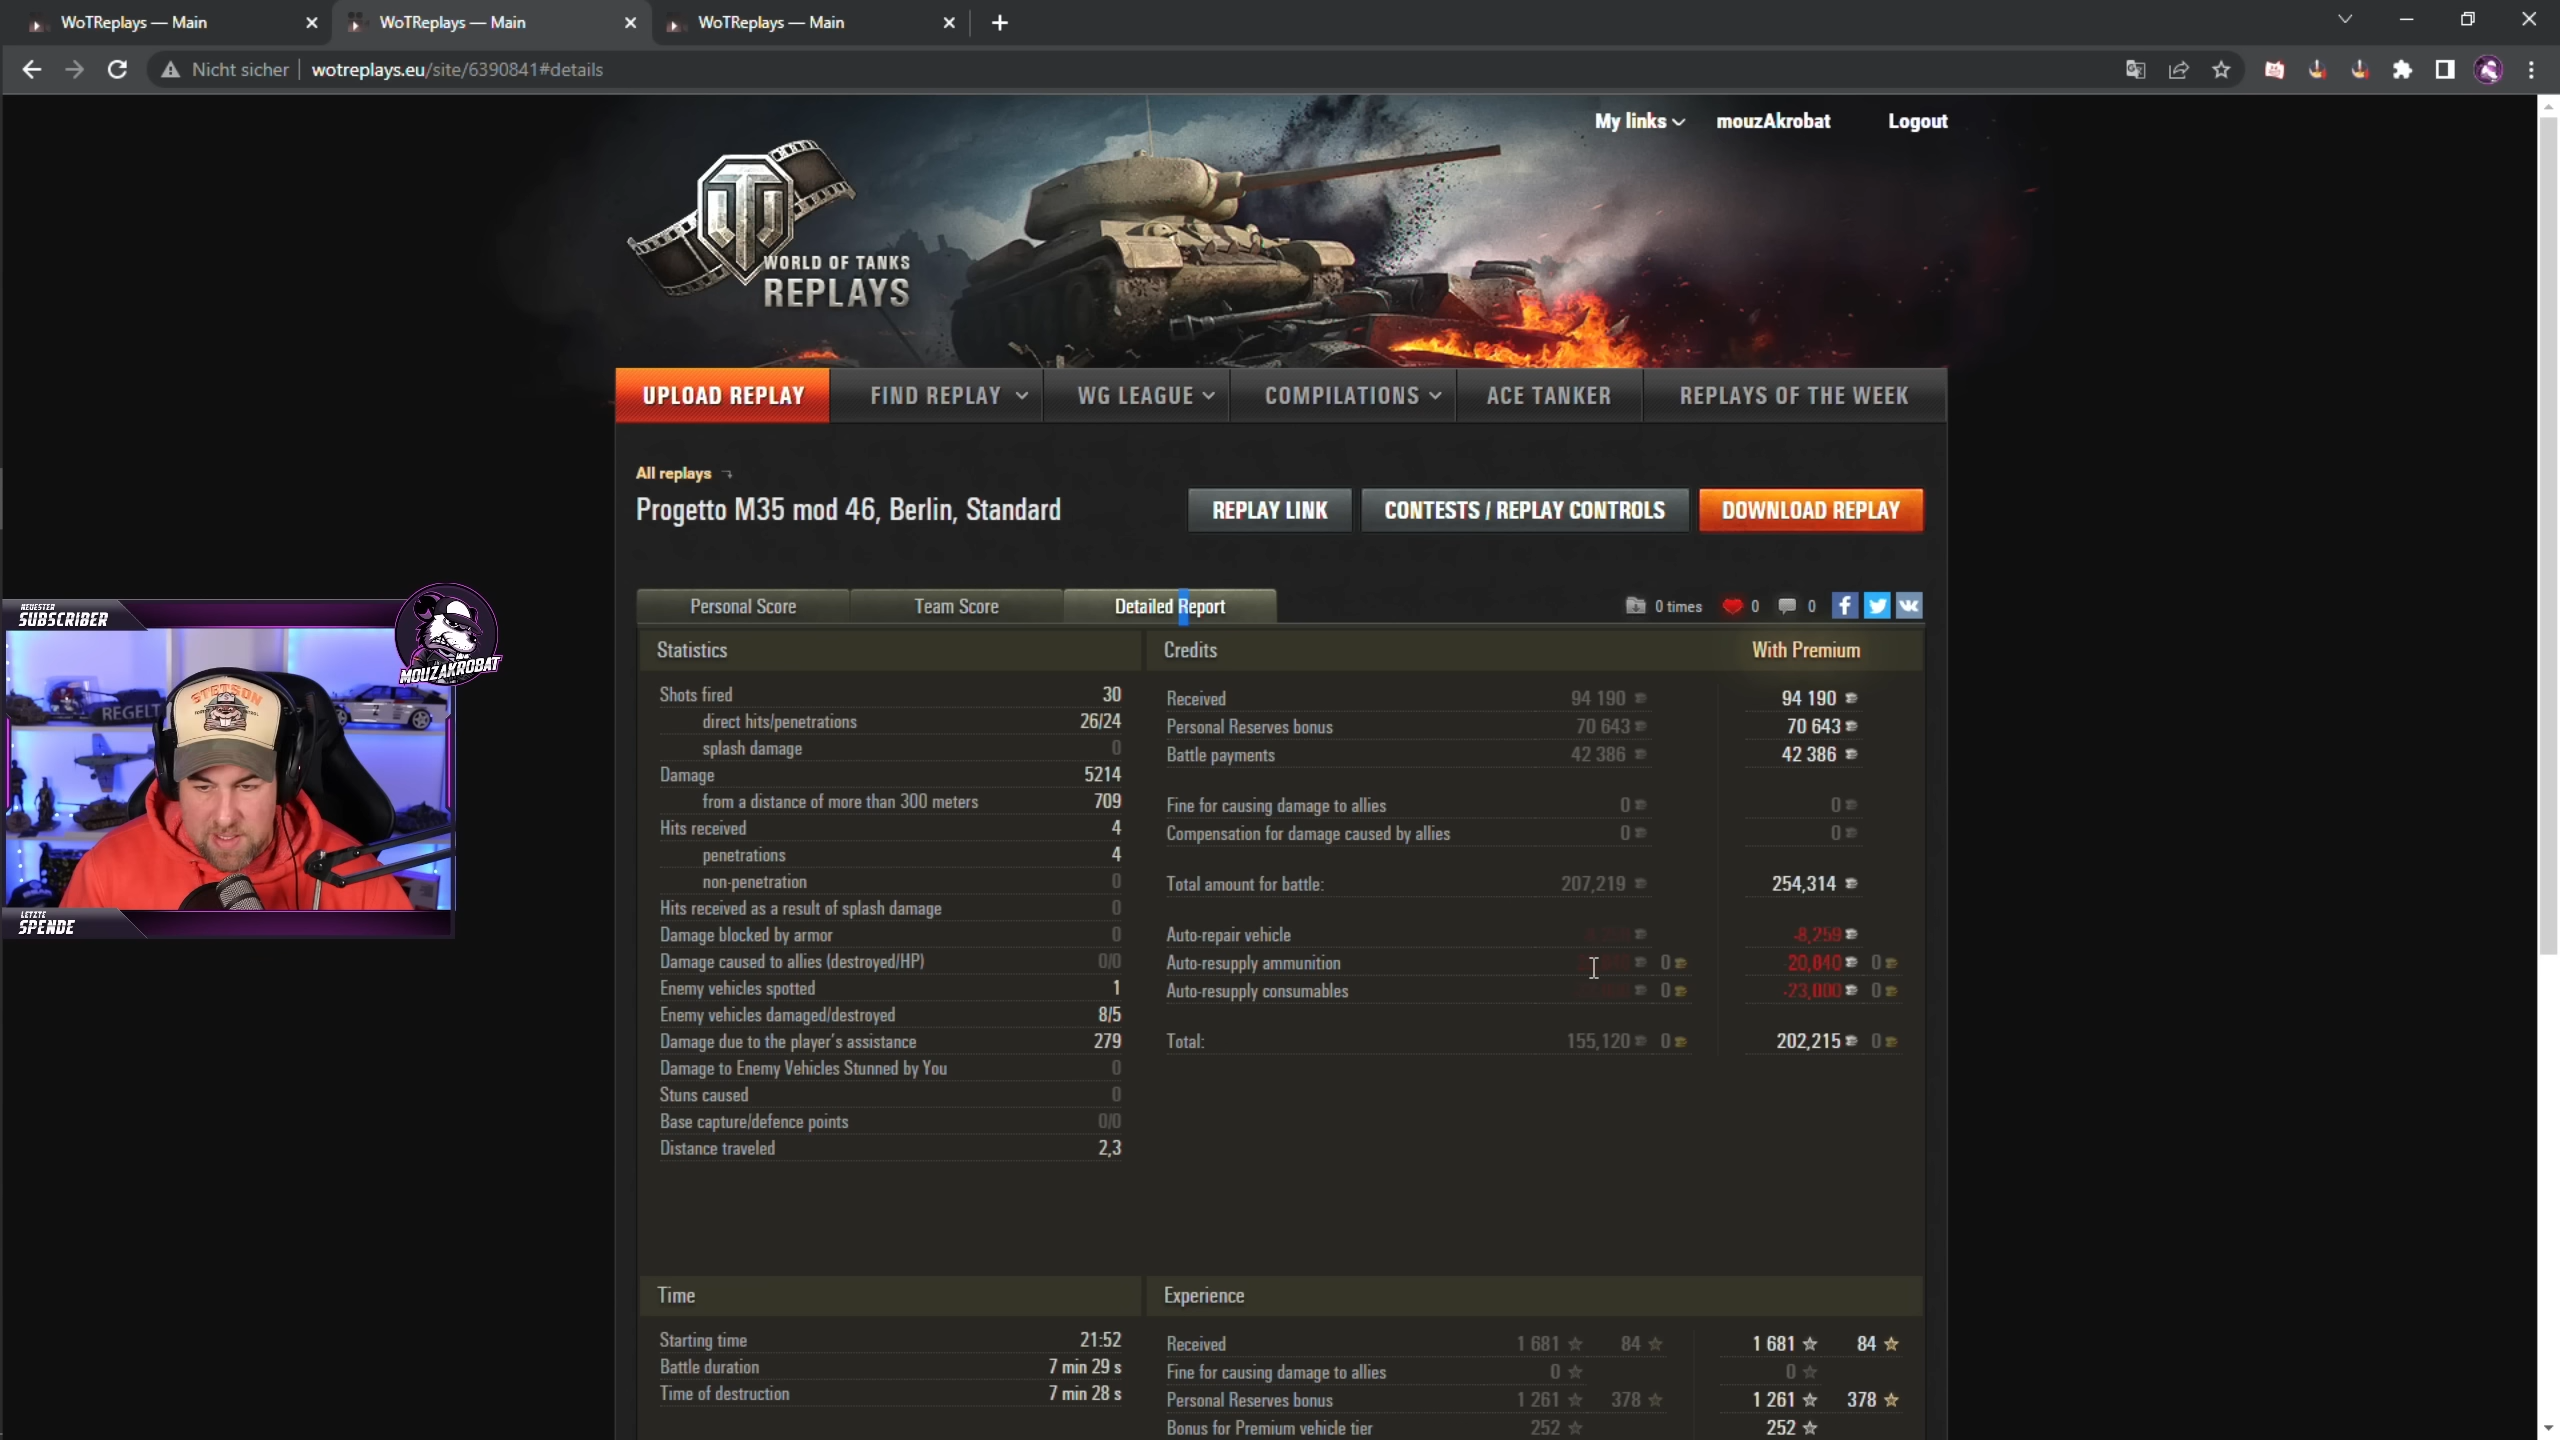 WoTReplays — Main
WoTReplays — Main
WoTReplays — Main
Nicht sicher
wotreplays.eu/site/6390841#details
My links
mouzAkrobat
Logout
WORLD OF TANKS
REPLAYS
UPLOAD REPLAY
FIND REPLAY
WG LEAGUE
COMPILATIONS
ACE TANKER
REPLAYS OF THE WEEK
All replays
Progetto M35 mod 46, Berlin, Standard
REPLAY LINK
CONTESTS / REPLAY CONTROLS
DOWNLOAD REPLAY
Personal Score
Team Score
Detailed Report
0 times
0
0
NEUESTER
SUBSCRIBER
MOUZAKROBAT
STETSON
REGELT
LETZTE
SPENDE
Statistics
Shots fired 30
direct hits/penetrations 26/24
splash damage 0
Damage 5214
from a distance of more than 300 meters 709
Hits received 4
penetrations 4
non-penetration 0
Hits received as a result of splash damage 0
Damage blocked by armor 0
Damage caused to allies (destroyed/HP) 0/0
Enemy vehicles spotted 1
Enemy vehicles damaged/destroyed 8/5
Damage due to the player's assistance 279
Damage to Enemy Vehicles Stunned by You 0
Stuns caused 0
Base capture/defence points 0/0
Distance traveled 2,3
Credits With Premium
Received 94 190 94 190
Personal Reserves bonus 70 643 70 643
Battle payments 42 386 42 386
Fine for causing damage to allies 0 0
Compensation for damage caused by allies 0 0
Total amount for battle: 207,219 254,314
Auto-repair vehicle -8,259
Auto-resupply ammunition 0 -20,840 0
Auto-resupply consumables 0 -23,000 0
Total: 155,120 0 202,215 0
Time
Starting time 21:52
Battle duration 7 min 29 s
Time of destruction 7 min 28 s
Experience
Received 1 681 84 1 681 84
Fine for causing damage to allies 0 0
Personal Reserves bonus 1 261 378 1 261 378
Bonus for Premium vehicle tier 252 252